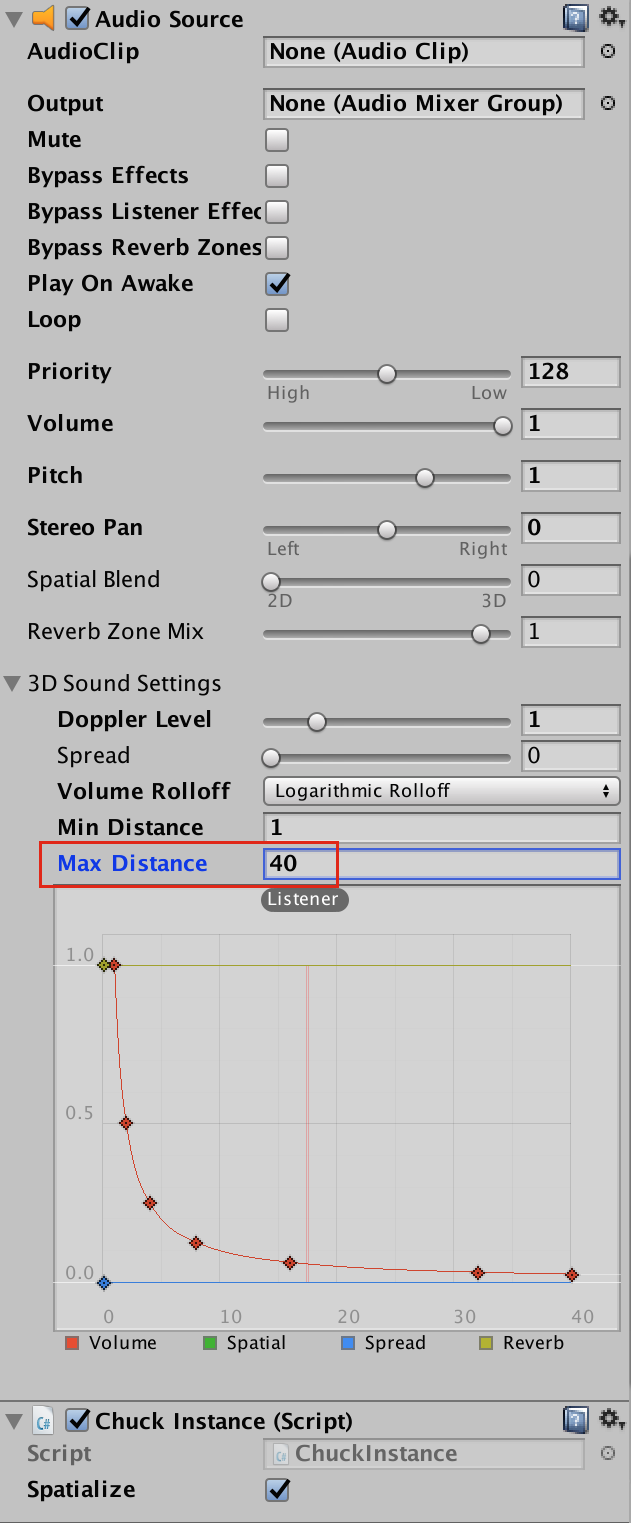 Audio Source
AudioClip None (Audio Clip)
Output None (Audio Mixer Group)
Mute
Bypass Effects
Bypass Listener Effec
Bypass Reverb Zones
Play On Awake
Loop
Priority 128
High Low
Volume 1
Pitch 1
Stereo Pan 0
Left Right
Spatial Blend 0
2D 3D
Reverb Zone Mix 1
3D Sound Settings
Doppler Level 1
Spread 0
Volume Rolloff Logarithmic Rolloff
Min Distance 1
Max Distance 40
Listener
1.0
0.5
0.0
0 10 20 30 40
Volume Spatial Spread Reverb
C# Chuck Instance (Script)
Script C# ChuckInstance
Spatialize